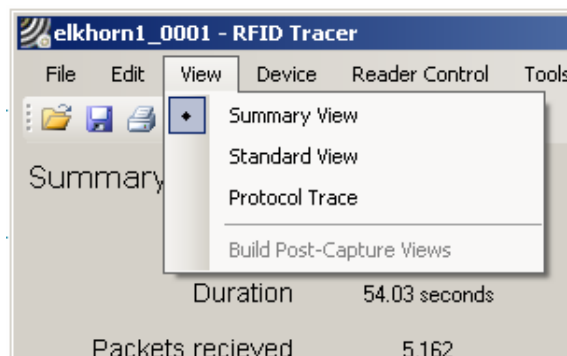 elkhorn1_0001 - RFID Tracer
File Edit View Device Reader Control Tools
Summary View
Standard View
Summary
Protocol Trace
Build Post-Capture Views
Duration 54.03 seconds
Packets recieved 5,162